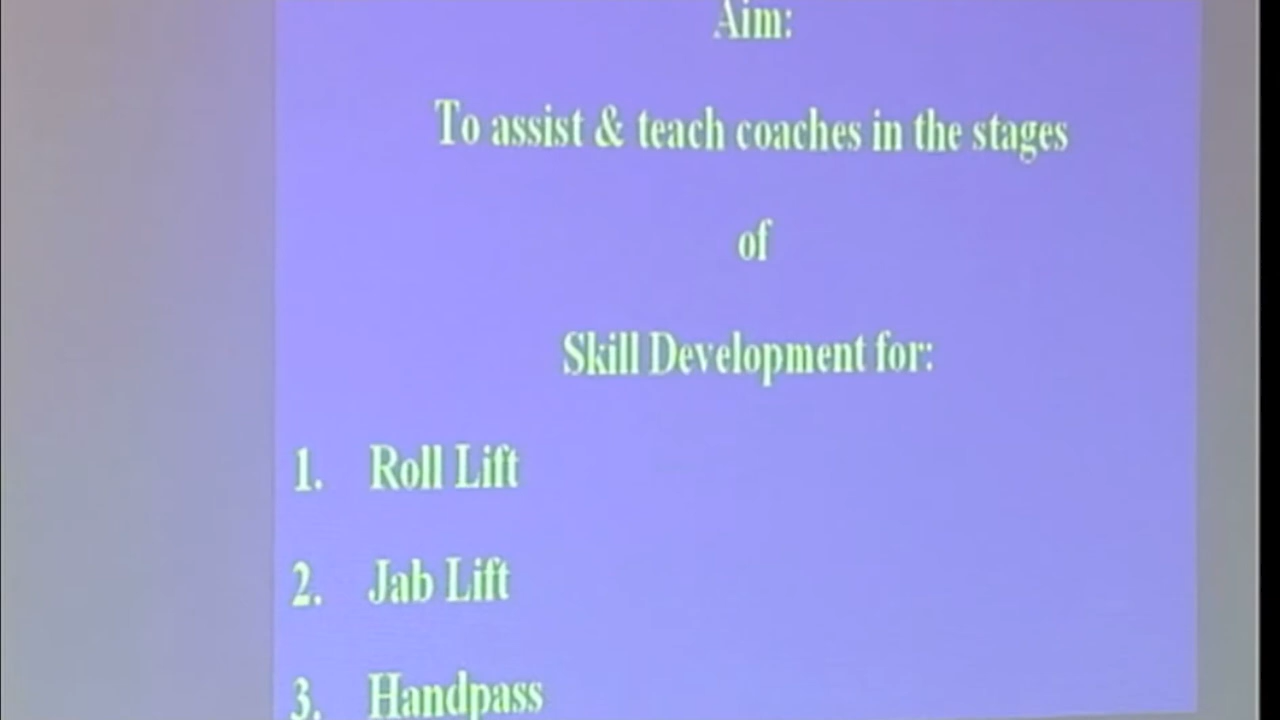 Aim:
To assist & teach coaches in the stages
of
Skill Development for:
1. Roll Lift
2. Jab Lift
3. Handpass